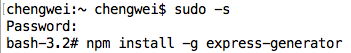 chengwei:~ chengwei$ sudo -s
Password:
bash-3.2# npm install -g express-generator